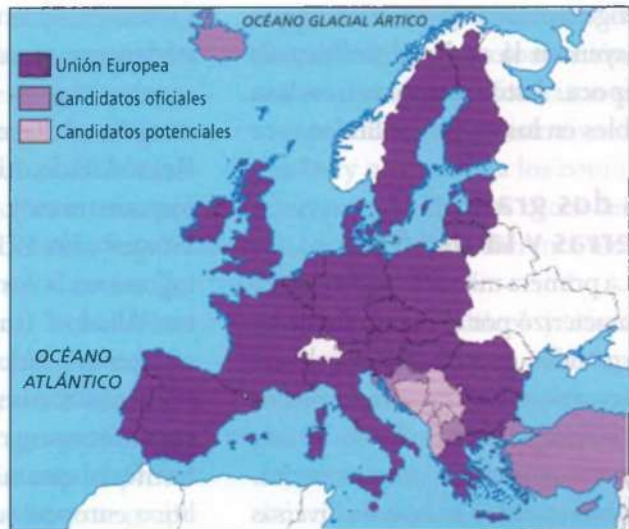 OCÉANO GLACIAL ÁRTICO
Unión Europea
Candidatos oficiales
Candidatos potenciales
OCÉANO
ATLÁNTICO